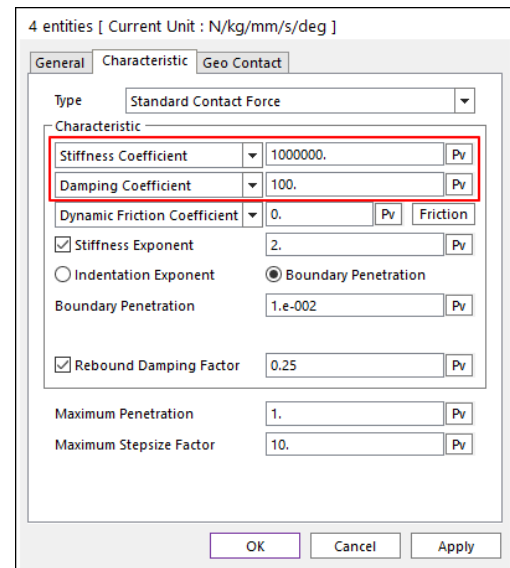 4 entities [ Current Unit : N/kg/mm/s/deg ]
General Characteristic Geo Contact
Type Standard Contact Force
Characteristic
Stiffness Coefficient 1000000. Pv
Damping Coefficient 100. Pv
Dynamic Friction Coefficient 0. Pv Friction
Stiffness Exponent 2. Pv
Indentation Exponent Boundary Penetration
Boundary Penetration 1.e-002 Pv
Rebound Damping Factor 0.25 Pv
Maximum Penetration 1. Pv
Maximum Stepsize Factor 10. Pv
OK Cancel Apply